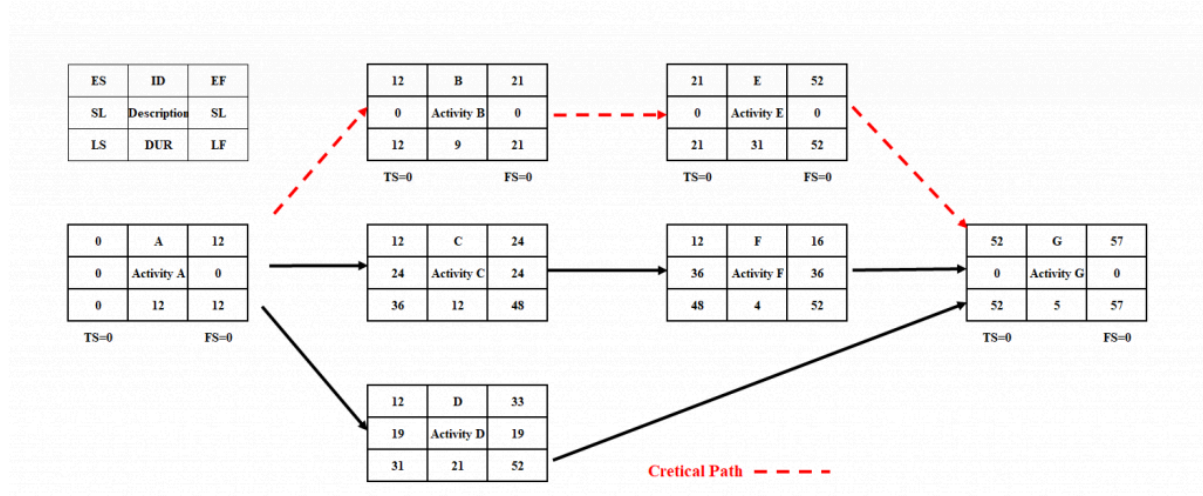 ES ID EF
SL Description SL
LS DUR LF
12 B 21
0 Activity B 0
12 9 21
TS=0 FS=0
21 E 52
0 Activity E 0
21 31 52
TS=0 FS=0
0 A 12
0 Activity A 0
0 12 12
TS=0 FS=0
12 C 24
24 Activity C 24
36 12 48
12 F 16
36 Activity F 36
48 4 52
52 G 57
0 Activity G 0
52 5 57
TS=0 FS=0
12 D 33
19 Activity D 19
31 21 52
Cretical Path